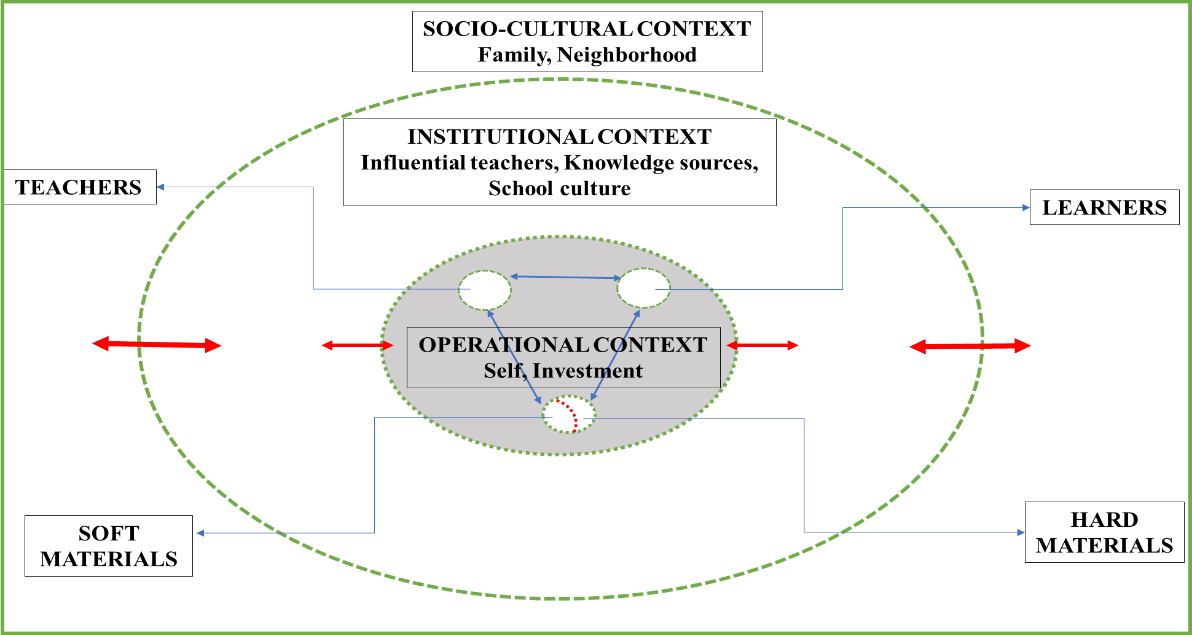 SOCIO-CULTURAL CONTEXT
Family, Neighborhood
INSTITUTIONAL CONTEXT
Influential teachers, Knowledge sources,
School culture
TEACHERS
LEARNERS
OPERATIONAL CONTEXT
Self, Investment
SOFT
MATERIALS
HARD
MATERIALS